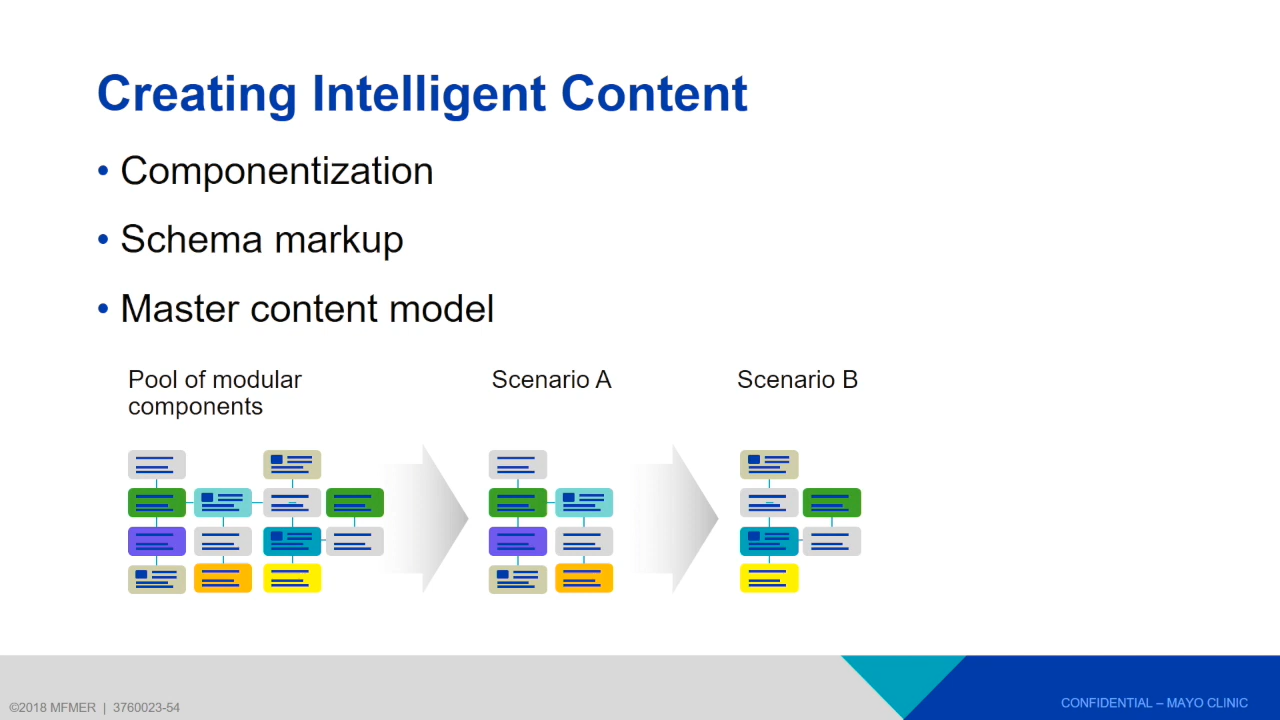 Creating Intelligent Content
• Componentization
• Schema markup
• Master content model
Pool of modular
components
Scenario A
Scenario B
©2018 MFMER | 3760023-54
CONFIDENTIAL – MAYO CLINIC